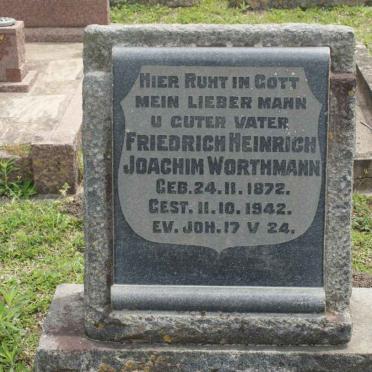 HIER RUHT IN GOTT
MEIN LIEBER MANN
U GUTER VATER
FRIEDRICH HEINRICH
JOACHIM WORTHMANN
GEB. 24. 11. 1872.
GEST. 11. 10. 1942.
EV. JOH. 17 V 24.